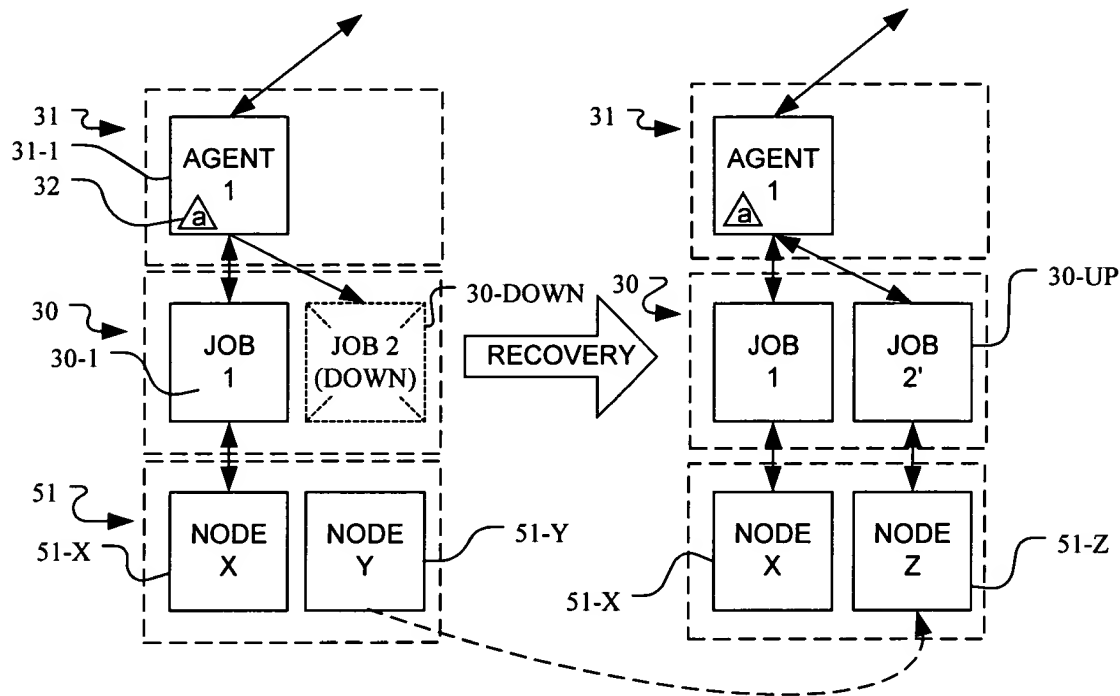 31
31-1
32
AGENT
1
a
30
30-1
JOB
1
JOB 2
(DOWN)
30-DOWN
51
51-X
NODE
X
NODE
Y
51-Y
RECOVERY
31
AGENT
1
a
30
JOB
1
JOB
2'
30-UP
NODE
X
NODE
Z
51-X
51-Z